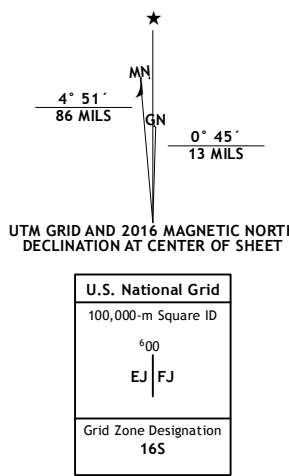 ★
MN.
4° 51´
86 MILS
GN
0° 45´
13 MILS
UTM GRID AND 2016 MAGNETIC NORTH
DECLINATION AT CENTER OF SHEET
U.S. National Grid
100,000-m Square ID
⁶00
EJ FJ
Grid Zone Designation
16S